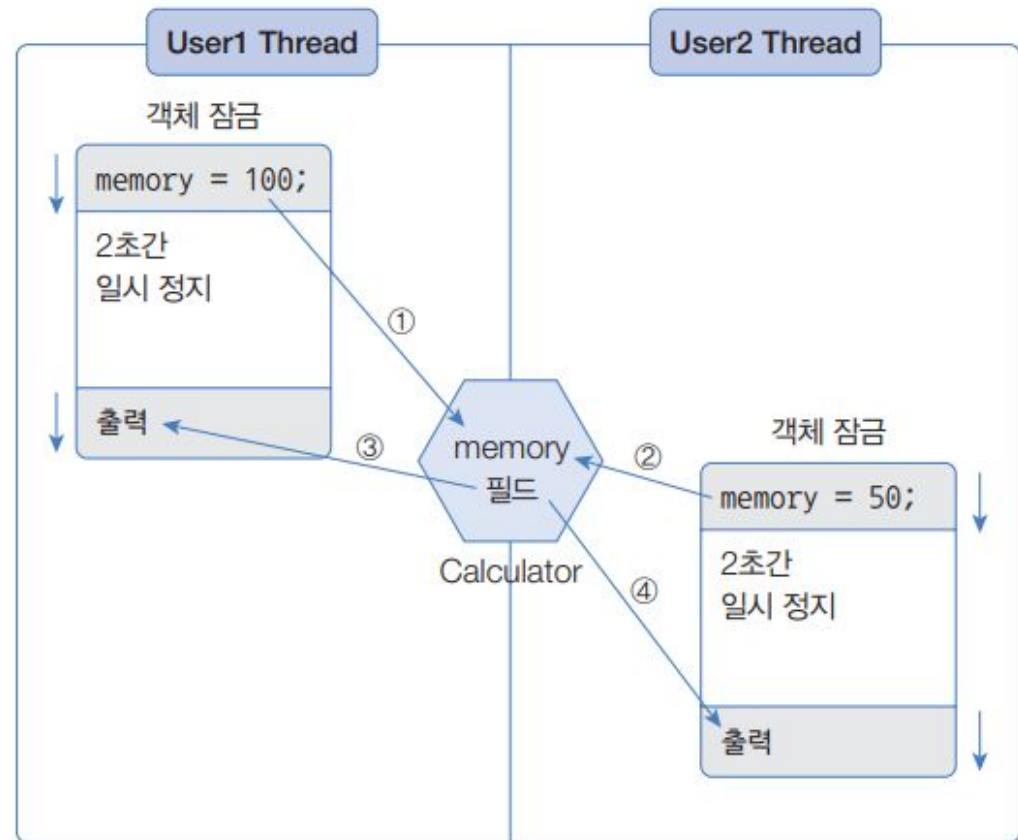 User1 Thread
User2 Thread
객체 잠금
memory = 100;
2초간
일시 정지
①
출력
③
memory
필드
Calculator
②
④
객체 잠금
memory = 50;
2초간
일시 정지
출력